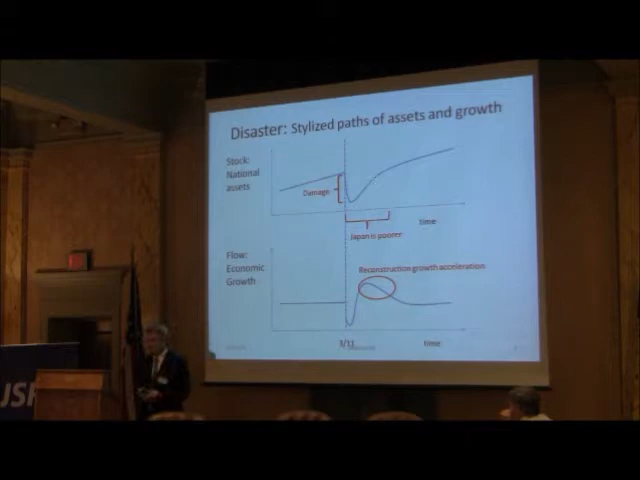 Disaster: Stylized paths of assets and growth
Stock:
National
assets
Damage
time
Japan is poorer
Flow:
Economic
Growth
Reconstruction growth acceleration
3/11
time